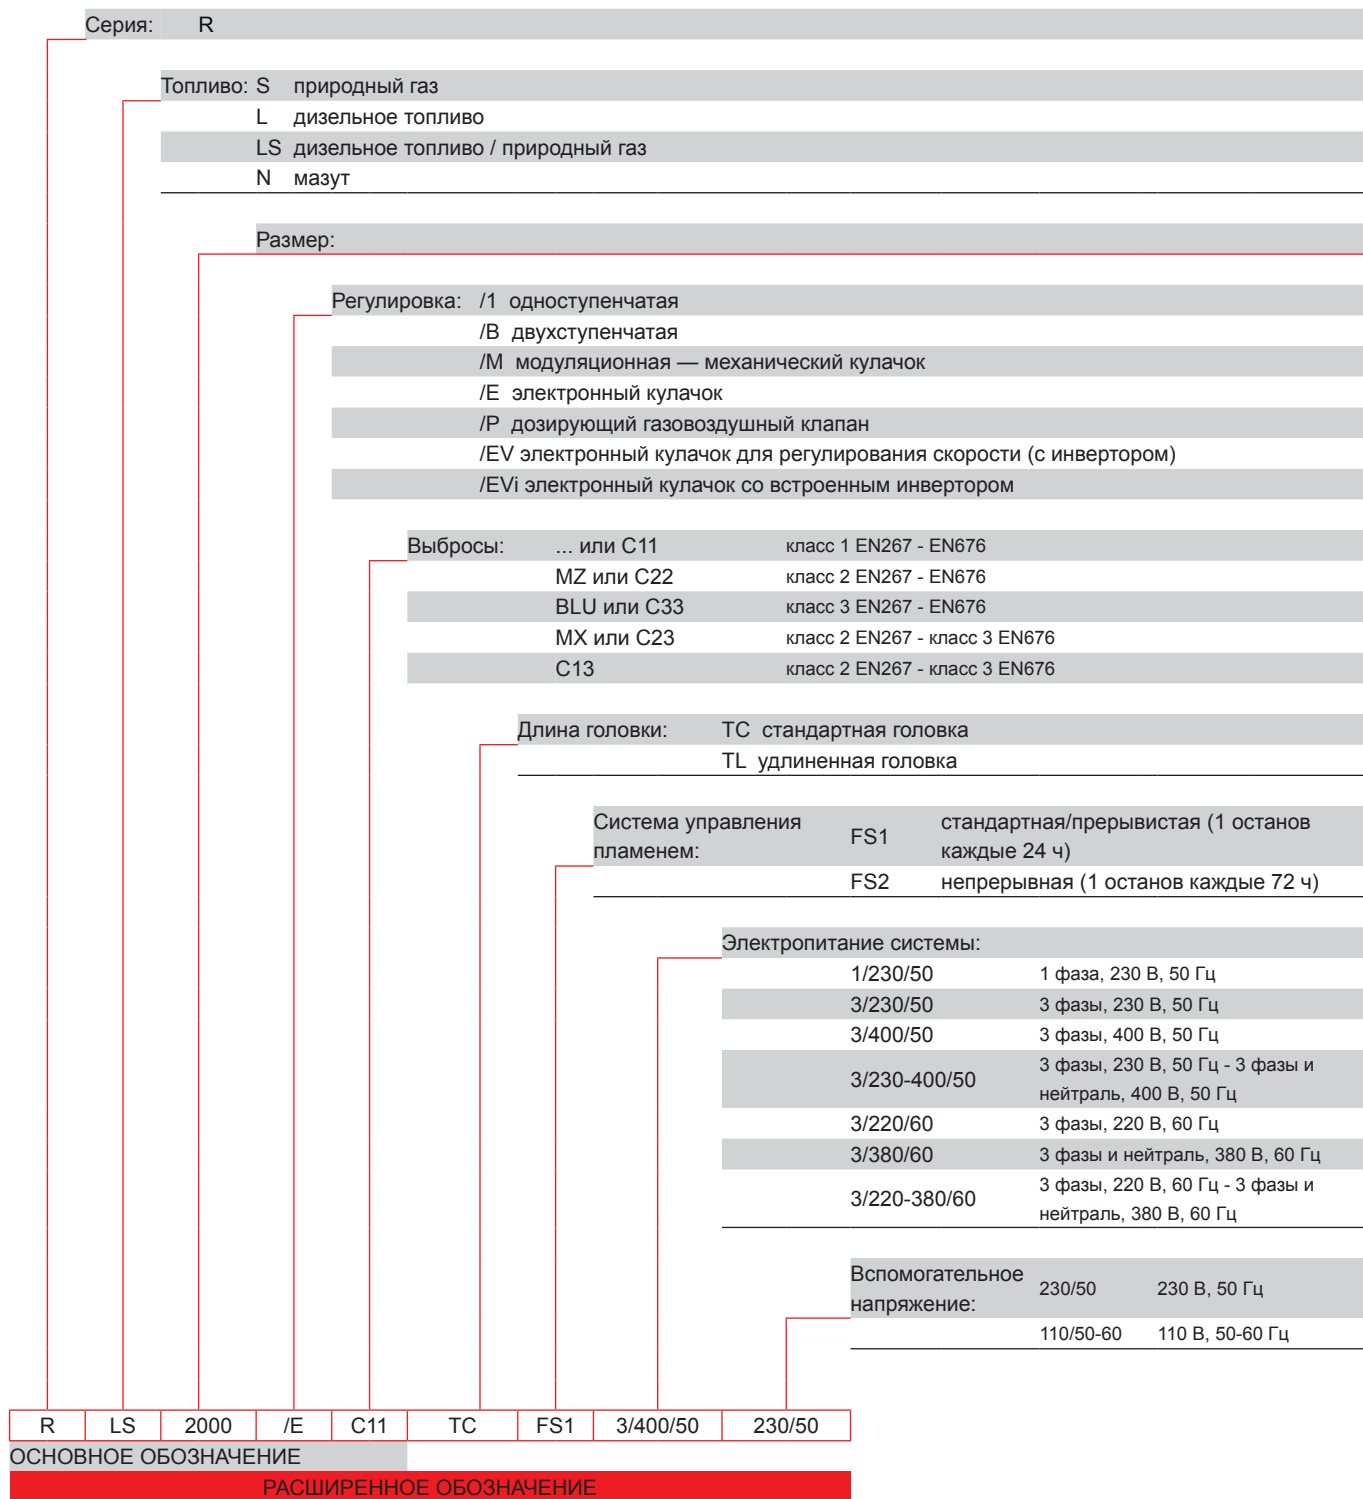 Серия: R
Топливо: S природный газ
L дизельное топливо
LS дизельное топливо / природный газ
N мазут
Размер:
Регулировка: /1 одноступенчатая
/B двухступенчатая
/M модуляционная — механический кулачок
/E электронный кулачок
/P дозирующий газовоздушный клапан
/EV электронный кулачок для регулирования скорости (с инвертором)
/EVi электронный кулачок со встроенным инвертором
Выбросы: ... или C11 класс 1 EN267 - EN676
MZ или C22 класс 2 EN267 - EN676
BLU или C33 класс 3 EN267 - EN676
MX или C23 класс 2 EN267 - класс 3 EN676
C13 класс 2 EN267 - класс 3 EN676
Длина головки: TC стандартная головка
TL удлиненная головка
Система управления
пламенем:
FS1
стандартная/прерывистая (1 останов
каждые 24 ч)
FS2 непрерывная (1 останов каждые 72 ч)
Электропитание системы:
1/230/50 1 фаза, 230 В, 50 Гц
3/230/50 3 фазы, 230 В, 50 Гц
3/400/50 3 фазы, 400 В, 50 Гц
3/230-400/50
3 фазы, 230 В, 50 Гц - 3 фазы и
нейтраль, 400 В, 50 Гц
3/220/60 3 фазы, 220 В, 60 Гц
3/380/60 3 фазы и нейтраль, 380 В, 60 Гц
3/220-380/60
3 фазы, 220 В, 60 Гц - 3 фазы и
нейтраль, 380 В, 60 Гц
Вспомогательное
напряжение:
230/50 230 В, 50 Гц
110/50-60 110 В, 50-60 Гц
R LS 2000 /E C11 TC FS1 3/400/50 230/50
ОСНОВНОЕ ОБОЗНАЧЕНИЕ
РАСШИРЕННОЕ ОБОЗНАЧЕНИЕ